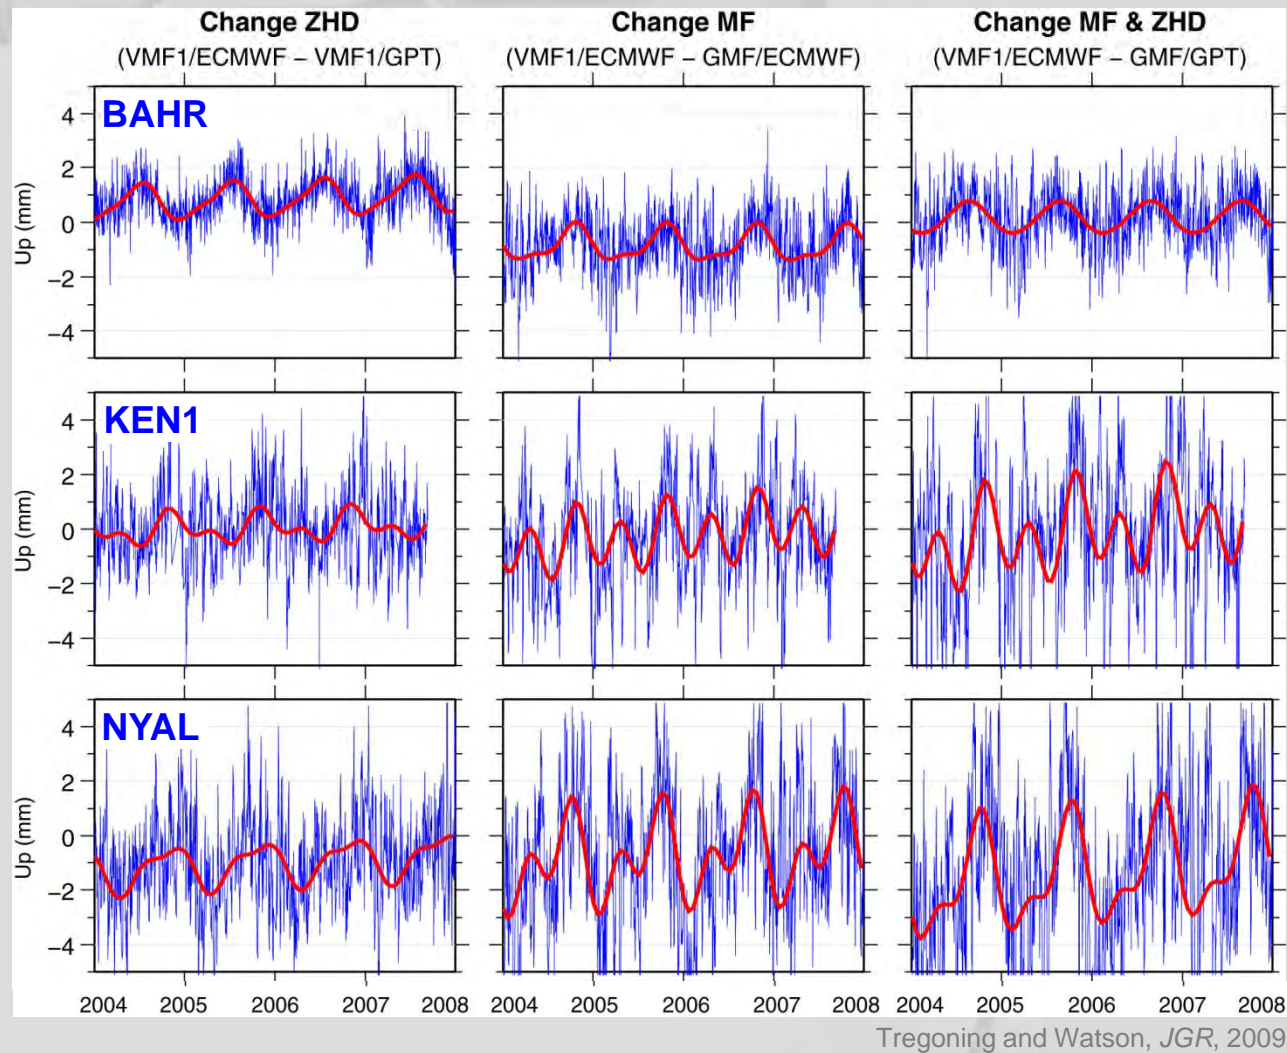 Change ZHD
(VMF1/ECMWF – VMF1/GPT)
Change MF
(VMF1/ECMWF – GMF/ECMWF)
Change MF & ZHD
(VMF1/ECMWF – GMF/GPT)
BAHR
Up (mm)
4
2
0
−2
−4
KEN1
Up (mm)
4
2
0
−2
−4
NYAL
Up (mm)
4
2
0
−2
−4
2004 2005 2006 2007 2008
2004 2005 2006 2007 2008
2004 2005 2006 2007 2008
Tregoning and Watson, JGR, 2009